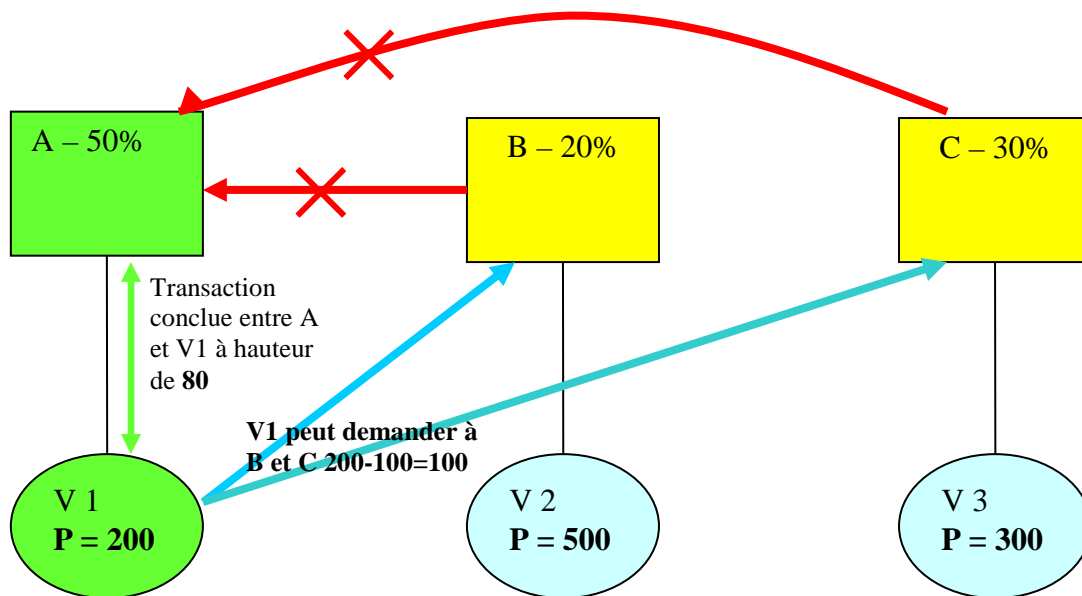 A – 50%
B – 20%
C – 30%
Transaction
conclue entre A
et V1 à hauteur
de 80
V1 peut demander à
B et C 200-100=100
V 1
P = 200
V 2
P = 500
V 3
P = 300